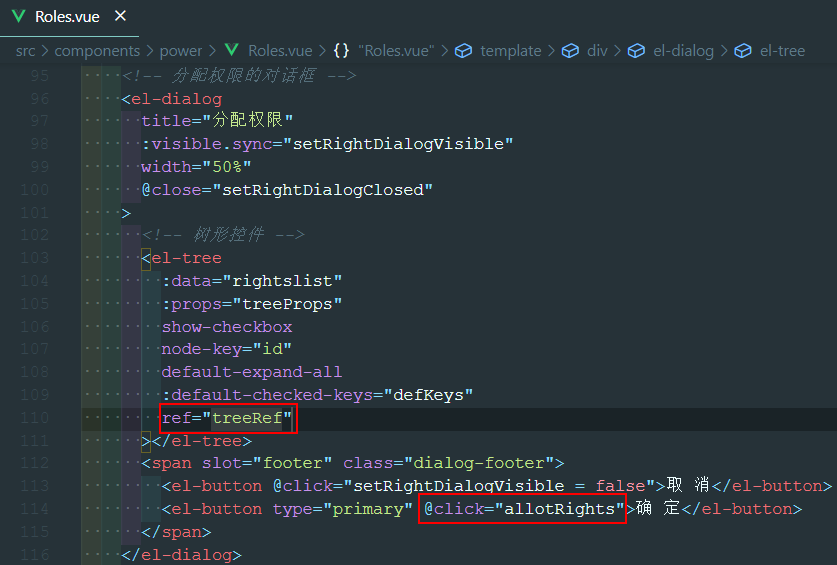 Roles.vue ×
src > components > power > Roles.vue > {} "Roles.vue" > template > div > el-dialog > el-tree
95 <!-- 分配权限的对话框 -->
96 <el-dialog
97 title="分配权限"
98 :visible.sync="setRightDialogVisible"
99 width="50%"
100 @close="setRightDialogClosed"
101 >
102 <!-- 树形控件 -->
103 <el-tree
104 :data="rightslist"
105 :props="treeProps"
106 show-checkbox
107 node-key="id"
108 default-expand-all
109 :default-checked-keys="defKeys"
110 ref="treeRef"
111 ></el-tree>
112 <span slot="footer" class="dialog-footer">
113 <el-button @click="setRightDialogVisible = false">取 消</el-button>
114 <el-button type="primary" @click="allotRights">确 定</el-button>
115 </span>
116 </el-dialog>